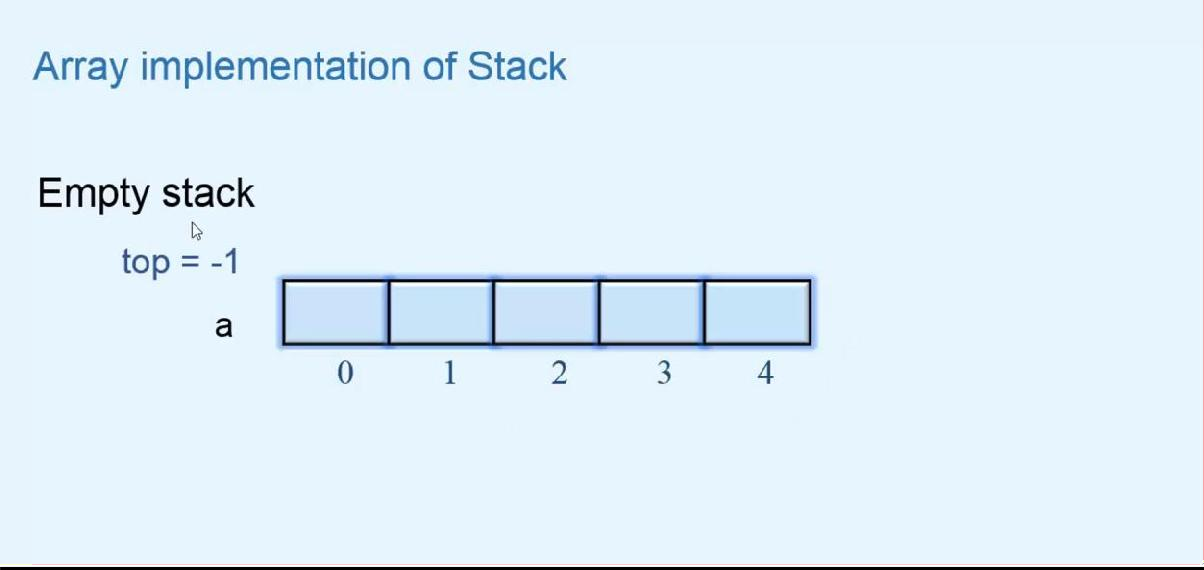 Array implementation of Stack
Empty stack
top = -1
a
0 1 2 3 4